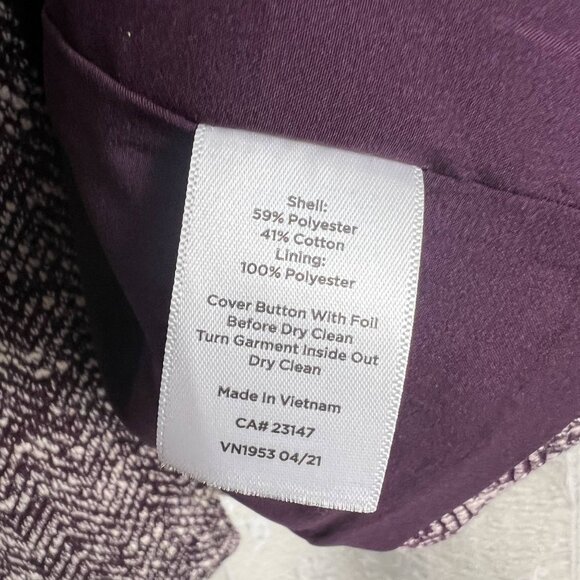 Shell:
59% Polyester
41% Cotton
Lining:
100% Polyester
Cover Button With Foil
Before Dry Clean
Turn Garment Inside Out
Dry Clean
Made In Vietnam
CA# 23147
VN1953 04/21